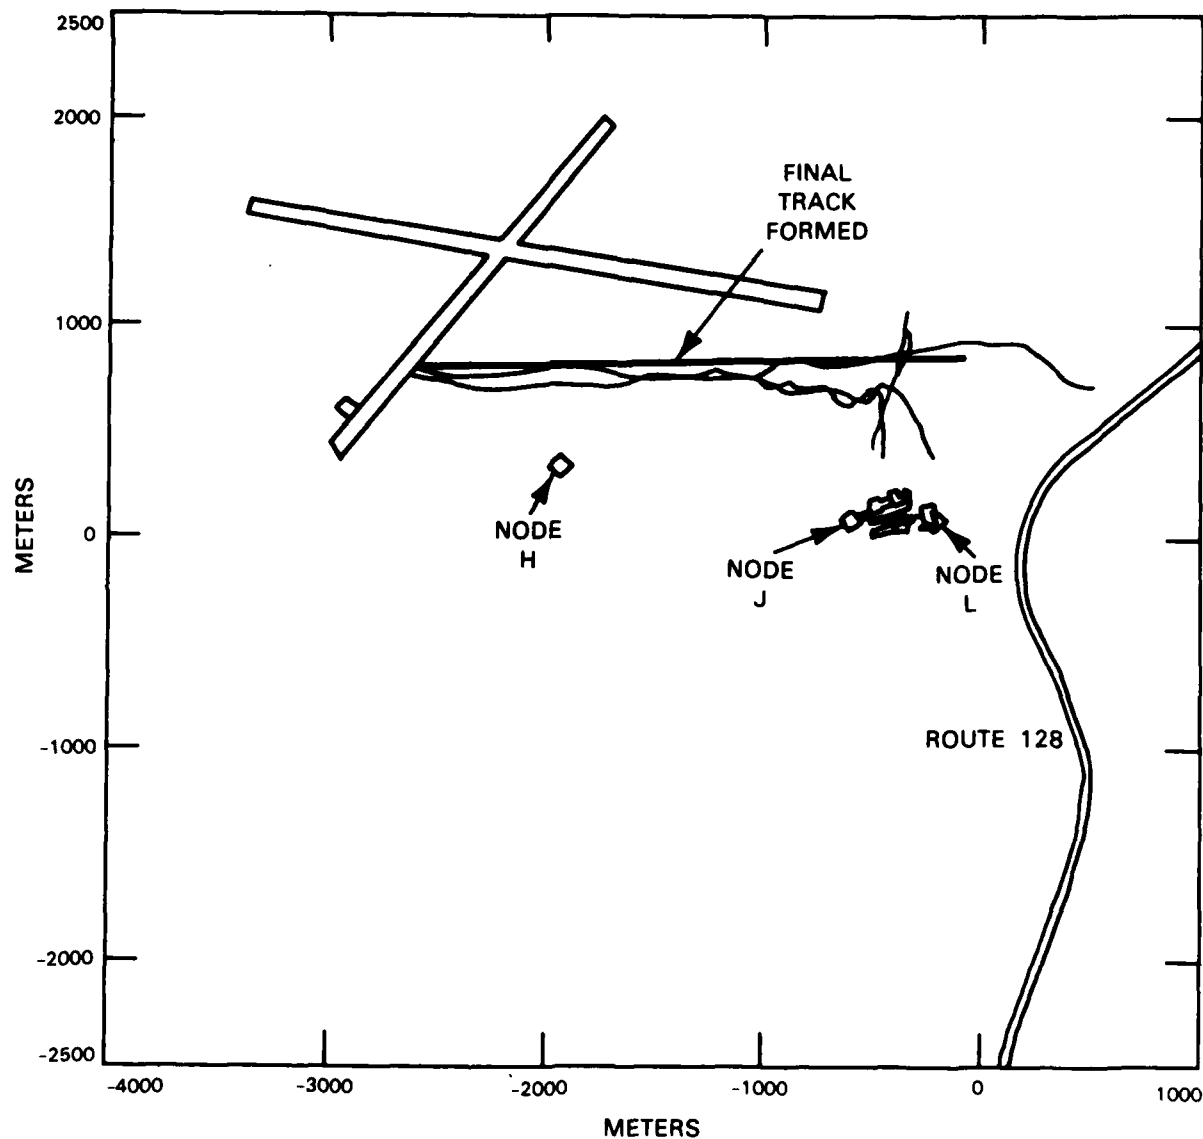 2500
2000
FINAL
TRACK
FORMED
1000
METERS
0
NODE
H
NODE
J
NODE
L
-1000
ROUTE 128
-2000
-2500
-4000
-3000
-2000
-1000
0
1000
METERS